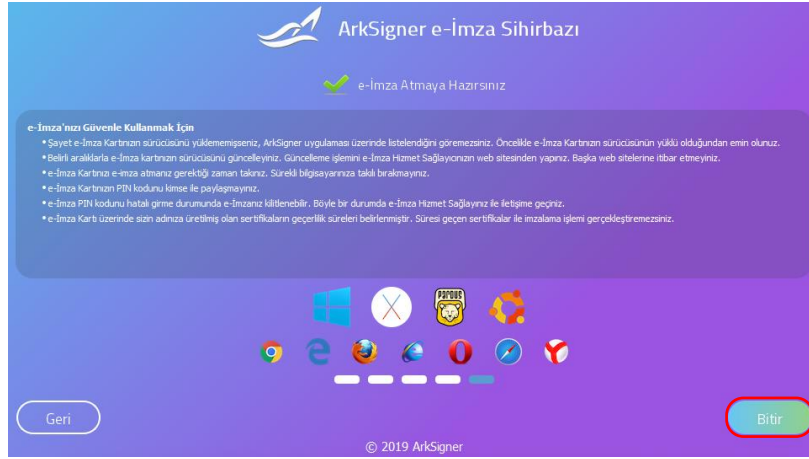 ArkSigner e-İmza Sihirbazı
e-İmza Atmaya Hazırsınız
e-İmza'nızı Güvenle Kullanmak İçin
• Şayet e-İmza Kartınızın sürücüsünü yüklememişseniz, ArkSigner uygulaması üzerinde listelendiğini göremezsiniz. Öncelikle e-İmza Kartınızın sürücüsünün yüklü olduğundan emin olunuz.
• Belirli aralıklarla e-İmza kartınızın sürücüsünü güncelleyiniz. Güncelleme işlemini e-İmza Hizmet Sağlayıcınızın web sitesinden yapınız. Başka web sitelerine itibar etmeyiniz.
• e-İmza Kartınızı e-imza atmanız gerektiği zaman takınız. Sürekli bilgisayarınıza takılı bırakmayınız.
• e-İmza Kartınızın PIN kodunu kimse ile paylaşmayınız.
• e-İmza PIN kodunu hatalı girme durumunda e-İmzanız kilitlenebilir. Böyle bir durumda e-İmza Hizmet Sağlayınız ile iletişime geçiniz.
• e-İmza Kartı üzerinde sizin adınıza üretilmiş olan sertifikaların geçerlilik süreleri belirlenmiştir. Süresi geçen sertifikalar ile imzalama işlemi gerçekleştiremezsiniz.
PARDUS
Geri
Bitir
© 2019 ArkSigner